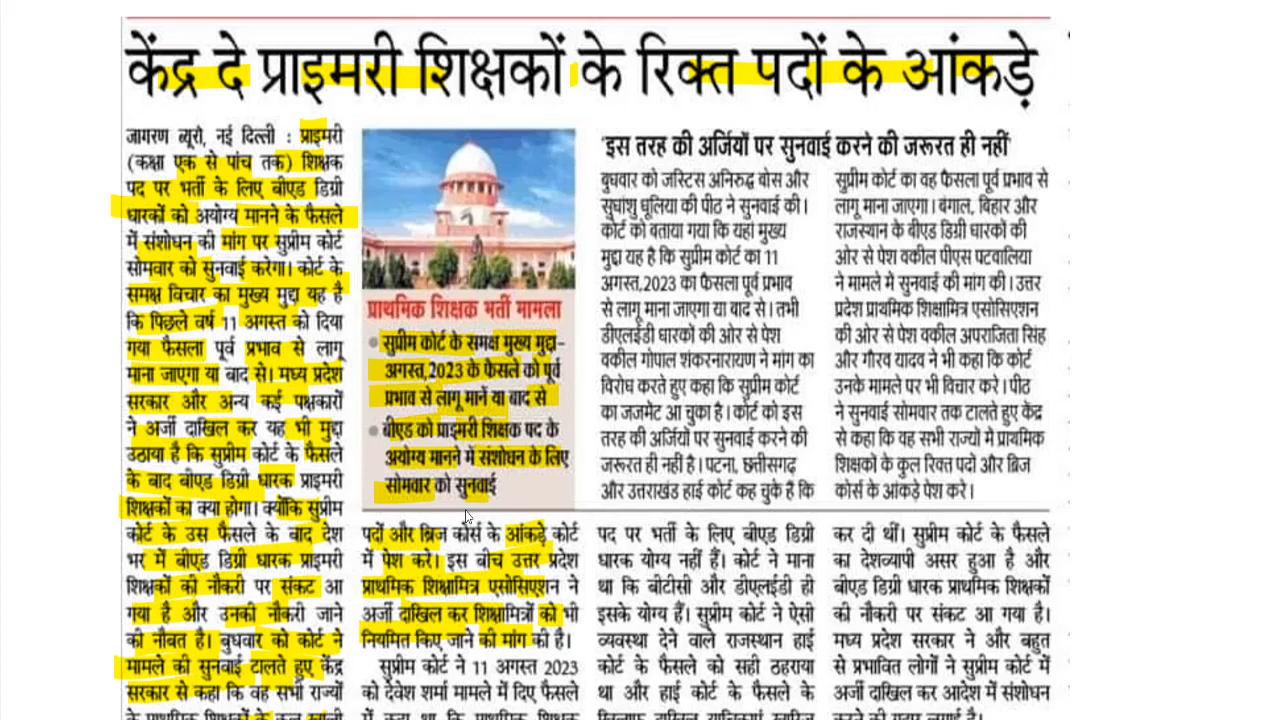 केंद्र दे प्राइमरी शिक्षकों के रिक्त पदों के आंकड़े
जागरण ब्यूरो, नई दिल्ली : प्राइमरी
(कक्षा एक से पांच तक) शिक्षक
पद पर भर्ती के लिए बीएड डिग्री
धारकों को अयोग्य मानने के फैसले
में संशोधन की मांग पर सुप्रीम कोर्ट
सोमवार को सुनवाई करेगा। कोर्ट के
समक्ष विचार का मुख्य मुद्दा यह है
कि पिछले वर्ष 11 अगस्त को दिया
गया फैसला पूर्व प्रभाव से लागू
माना जाएगा या बाद से। मध्य प्रदेश
सरकार और अन्य कई पक्षकारों
ने अर्जी दाखिल कर यह भी मुद्दा
उठाया है कि सुप्रीम कोर्ट के फैसले
के बाद बीएड डिग्री धारक प्राइमरी
शिक्षकों का क्या होगा। क्योंकि सुप्रीम
कोर्ट के उस फैसले के बाद देश
भर में बीएड डिग्री धारक प्राइमरी
शिक्षकों की नौकरी पर संकट आ
गया है और उनकी नौकरी जाने
की नौबत है। बुधवार को कोर्ट ने
मामले की सुनवाई टालते हुए केंद्र
सरकार से कहा कि वह सभी राज्यों
के प्राथमिक शिक्षकों के कुल खाली
प्राथमिक शिक्षक भर्ती मामला
सुप्रीम कोर्ट के समक्ष मुख्य मुद्दा-
अगस्त,2023 के फैसले को पूर्व
प्रभाव से लागू मानें या बाद से
बीएड को प्राइमरी शिक्षक पद के
अयोग्य मानने में संशोधन के लिए
सोमवार को सुनवाई
पदों और ब्रिज कोर्स के आंकड़े कोर्ट
में पेश करे। इस बीच उत्तर प्रदेश
प्राथमिक शिक्षामित्र एसोसिएशन ने
अर्जी दाखिल कर शिक्षामित्रों को भी
नियमित किए जाने की मांग की है।
सुप्रीम कोर्ट ने 11 अगस्त 2023
को देवेश शर्मा मामले में दिए फैसले
में कहा था कि प्राथमिक शिक्षक
'इस तरह की अर्जियों पर सुनवाई करने की जरूरत ही नहीं'
बुधवार को जस्टिस अनिरुद्ध बोस और
सुधांशु धूलिया की पीठ ने सुनवाई की।
कोर्ट को बताया गया कि यहां मुख्य
मुद्दा यह है कि सुप्रीम कोर्ट का 11
अगस्त,2023 का फैसला पूर्व प्रभाव
से लागू माना जाएगा या बाद से। तभी
डीएलईडी धारकों की ओर से पेश
वकील गोपाल शंकरनारायण ने मांग का
विरोध करते हुए कहा कि सुप्रीम कोर्ट
का जजमेंट आ चुका है। कोर्ट को इस
तरह की अर्जियों पर सुनवाई करने की
जरूरत ही नहीं है। पटना, छत्तीसगढ़
और उत्तराखंड हाई कोर्ट कह चुके हैं कि
सुप्रीम कोर्ट का वह फैसला पूर्व प्रभाव से
लागू माना जाएगा। बंगाल, बिहार और
राजस्थान के बीएड डिग्री धारकों की
ओर से पेश वकील पीएस पटवालिया
ने मामले में सुनवाई की मांग की। उत्तर
प्रदेश प्राथमिक शिक्षामित्र एसोसिएशन
की ओर से पेश वकील अपराजिता सिंह
और गौरव यादव ने भी कहा कि कोर्ट
उनके मामले पर भी विचार करे। पीठ
ने सुनवाई सोमवार तक टालते हुए केंद्र
से कहा कि वह सभी राज्यों में प्राथमिक
शिक्षकों के कुल रिक्त पदों और ब्रिज
कोर्स के आंकड़े पेश करे।
पद पर भर्ती के लिए बीएड डिग्री
धारक योग्य नहीं हैं। कोर्ट ने माना
था कि बीटीसी और डीएलईडी ही
इसके योग्य हैं। सुप्रीम कोर्ट ने ऐसी
व्यवस्था देने वाले राजस्थान हाई
कोर्ट के फैसले को सही ठहराया
था और हाई कोर्ट के फैसले के
खिलाफ दाखिल याचिकाएं खारिज
कर दी थीं। सुप्रीम कोर्ट के फैसले
का देशव्यापी असर हुआ है और
बीएड डिग्री धारक प्राथमिक शिक्षकों
की नौकरी पर संकट आ गया है।
मध्य प्रदेश सरकार ने और बहुत
से प्रभावित लोगों ने सुप्रीम कोर्ट में
अर्जी दाखिल कर आदेश में संशोधन
करने की गुहार लगाई है।